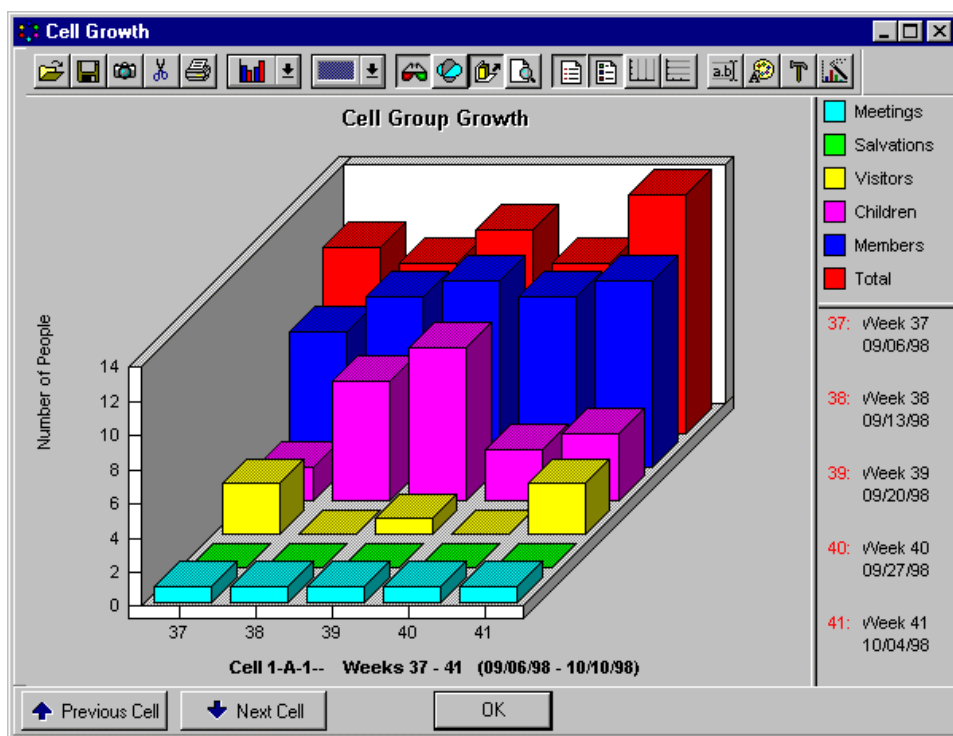 Cell Growth
a.b
Cell Group Growth
Meetings
Salvations
Visitors
Children
Members
Total
Number of People
14
12
10
8
6
4
2
0
37
38
39
40
41
Cell 1-A-1-- Weeks 37 - 41 (09/06/98 - 10/10/98)
37: Week 37
09/06/98
38: Week 38
09/13/98
39: Week 39
09/20/98
40: Week 40
09/27/98
41: Week 41
10/04/98
Previous Cell
Next Cell
OK